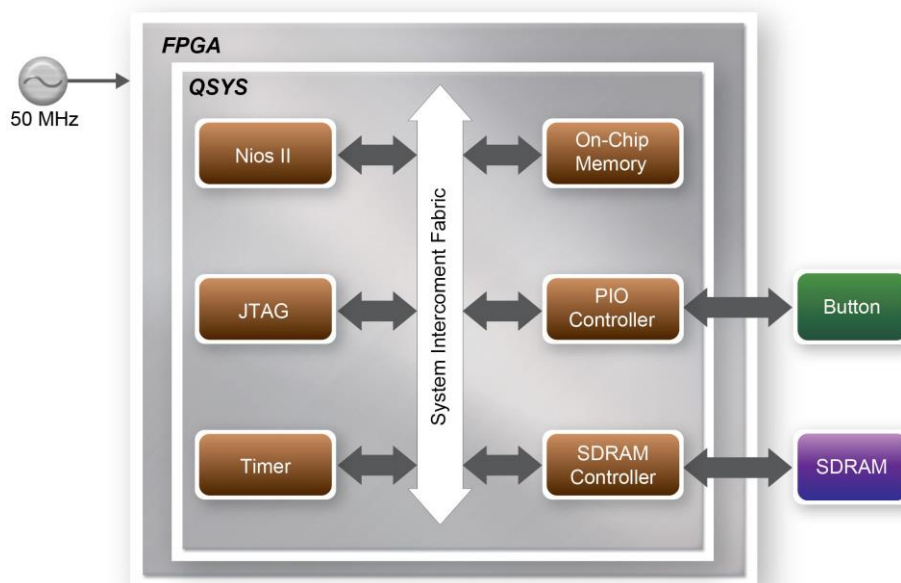 FPGA
QSYS
50 MHz
Nios II
On-Chip
Memory
System Intercoment Fabric
JTAG
PIO
Controller
Button
Timer
SDRAM
Controller
SDRAM